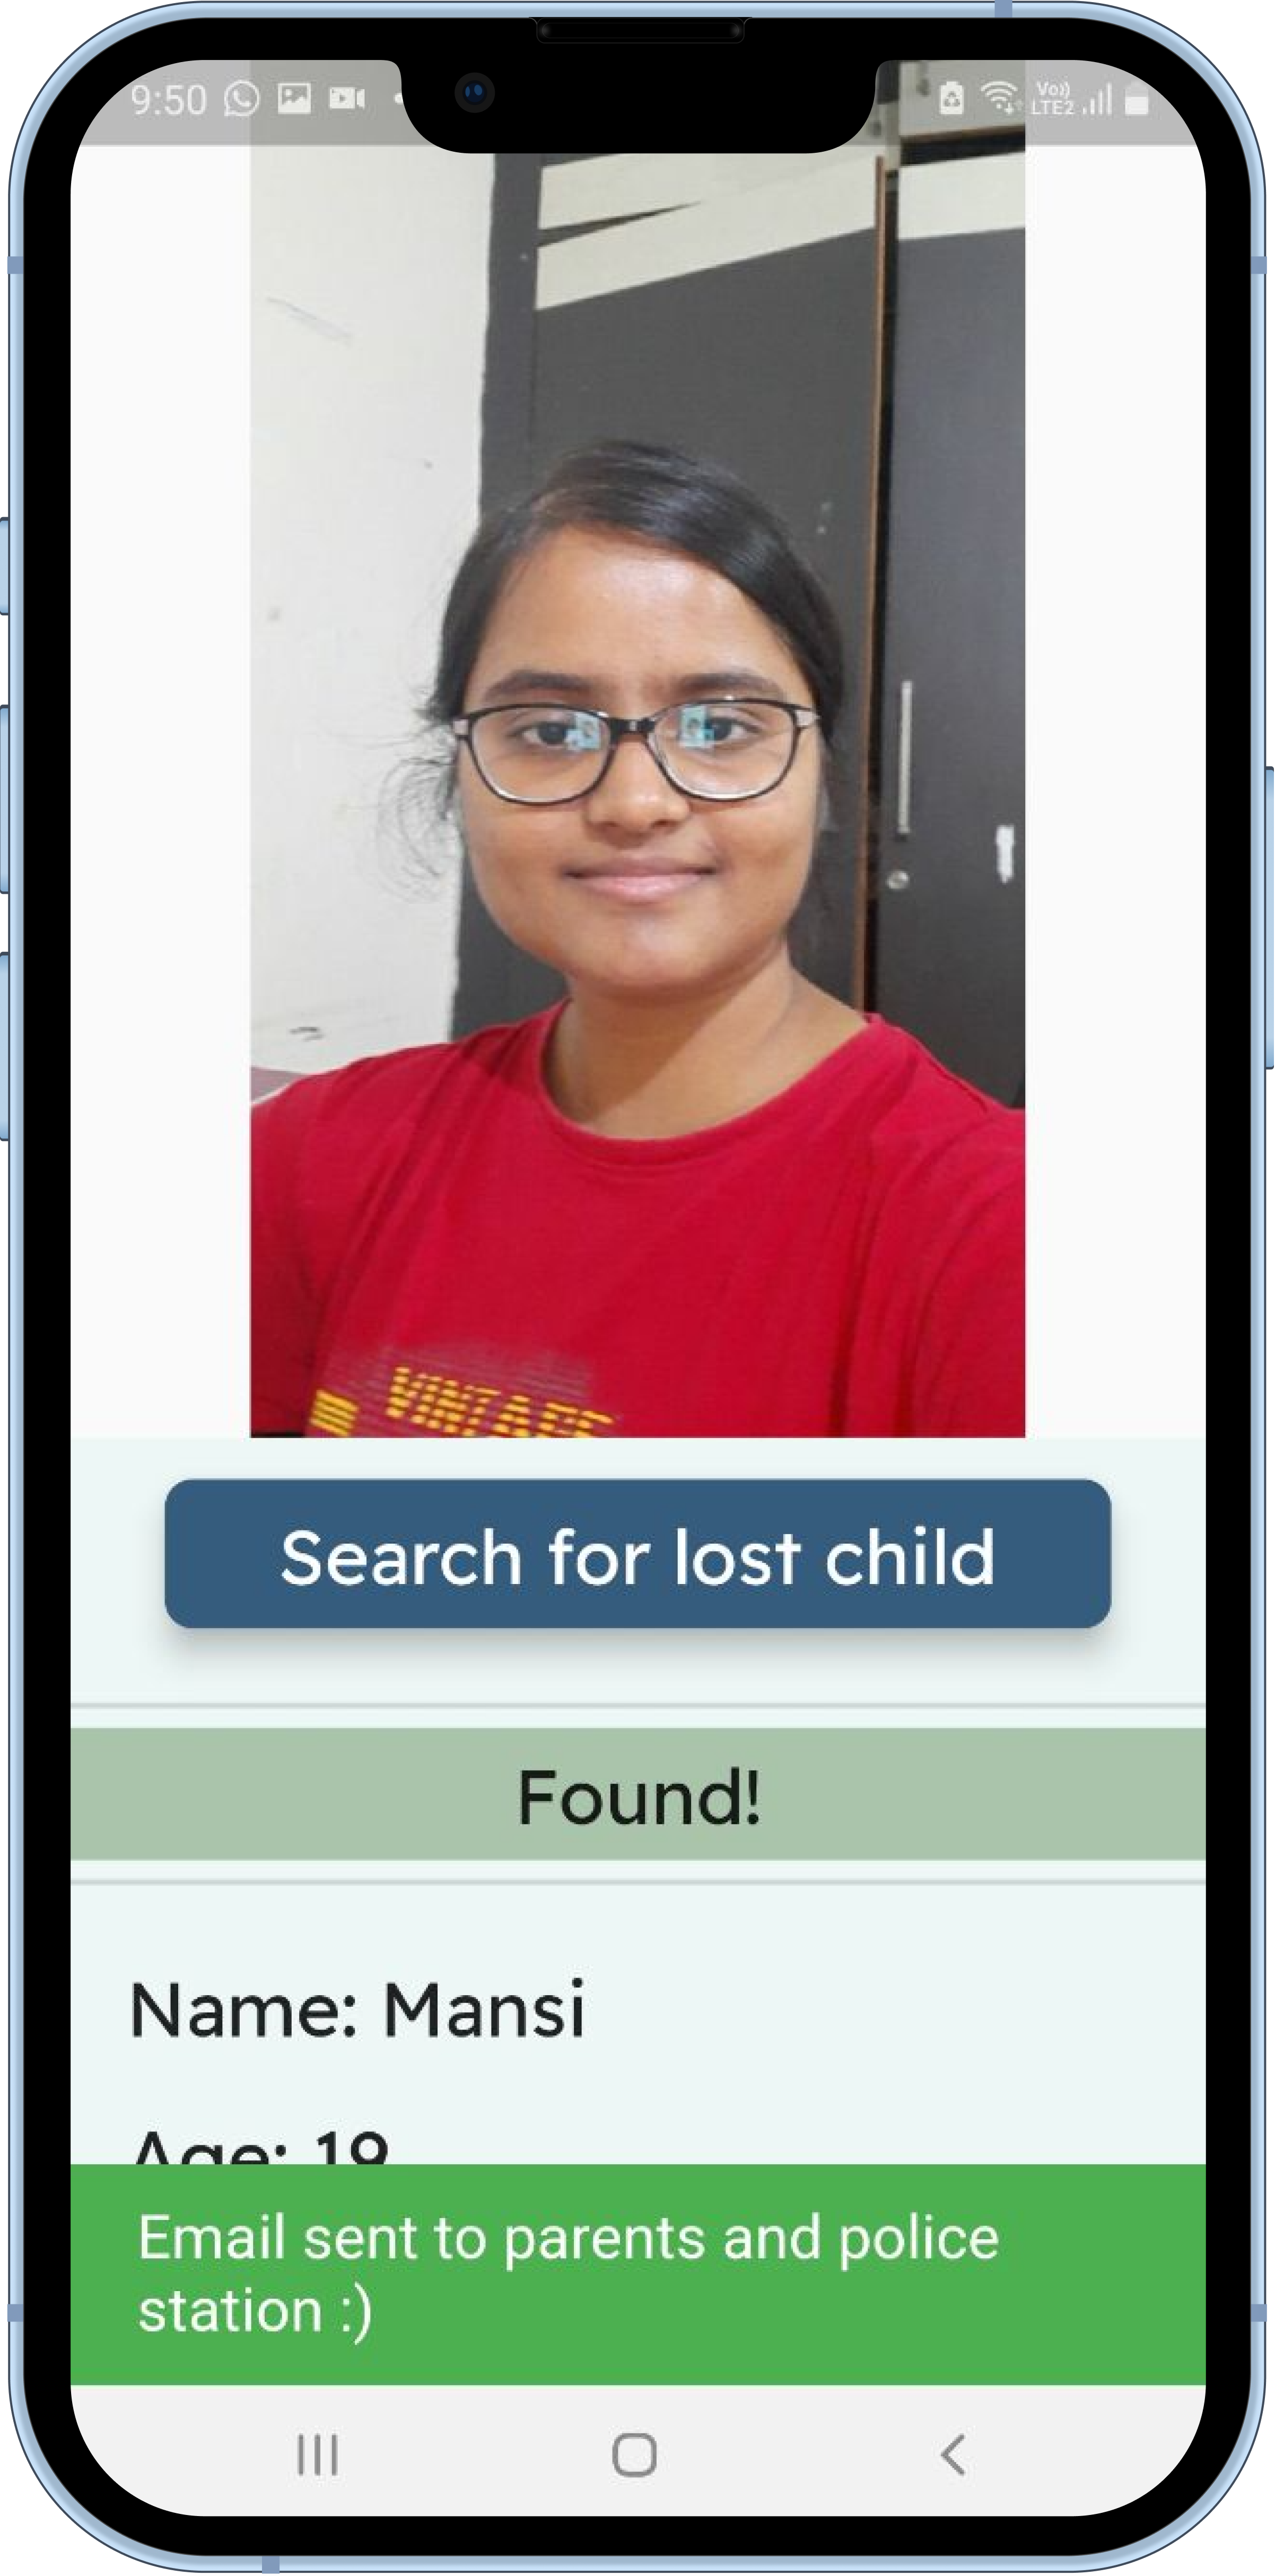 9:50
Vo))
LTE2
VINTAGE
Search for lost child
Found!
Name: Mansi
Age: 19
Email sent to parents and police
station :)